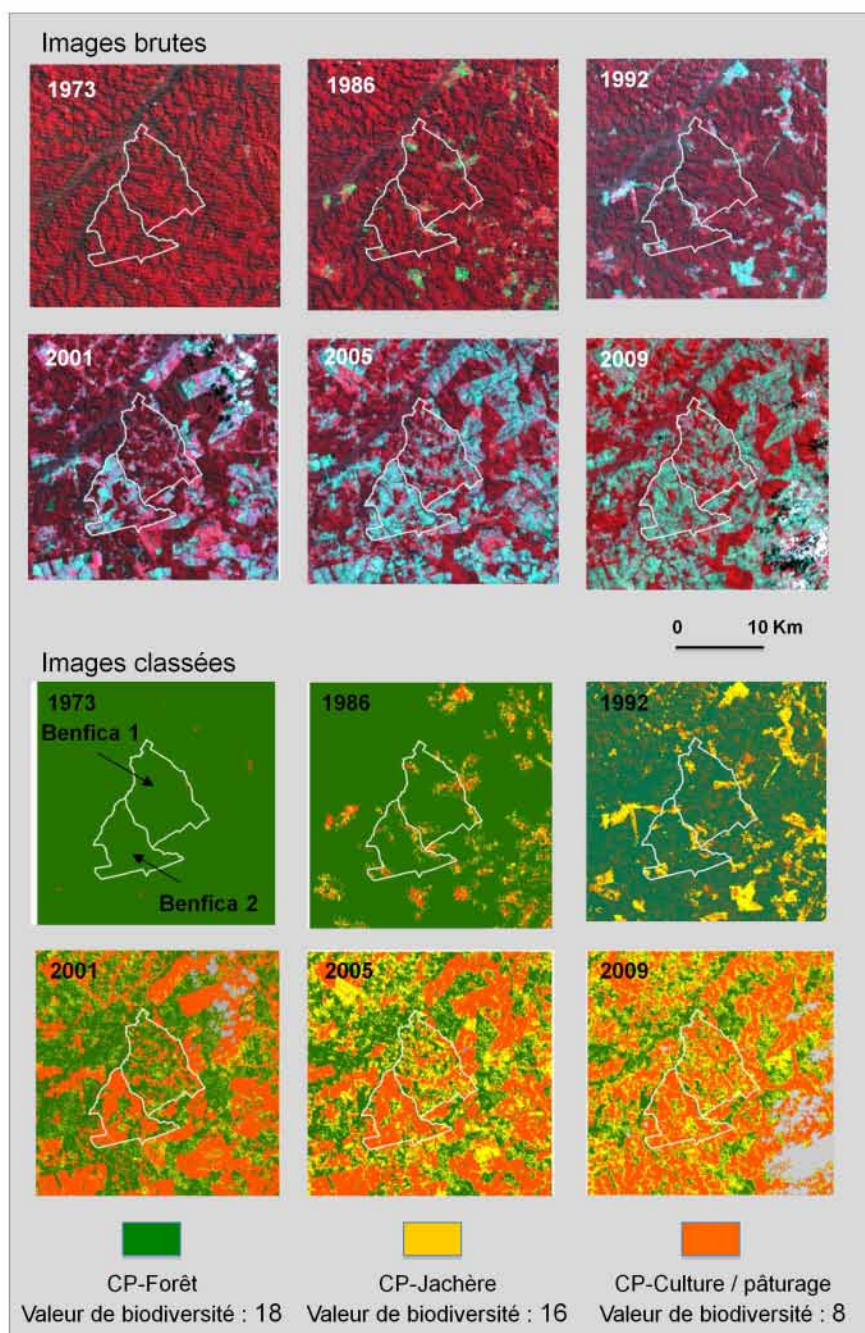 Images brutes
1973
1986
1992
2001
2005
2009
0 10 Km
Images classées
1973
1986
1992
Benfica 1
Benfica 2
2001
2005
2009
CP-Forêt
CP-Jachère
CP-Culture / pâturage
Valeur de biodiversité : 18
Valeur de biodiversité : 16
Valeur de biodiversité : 8